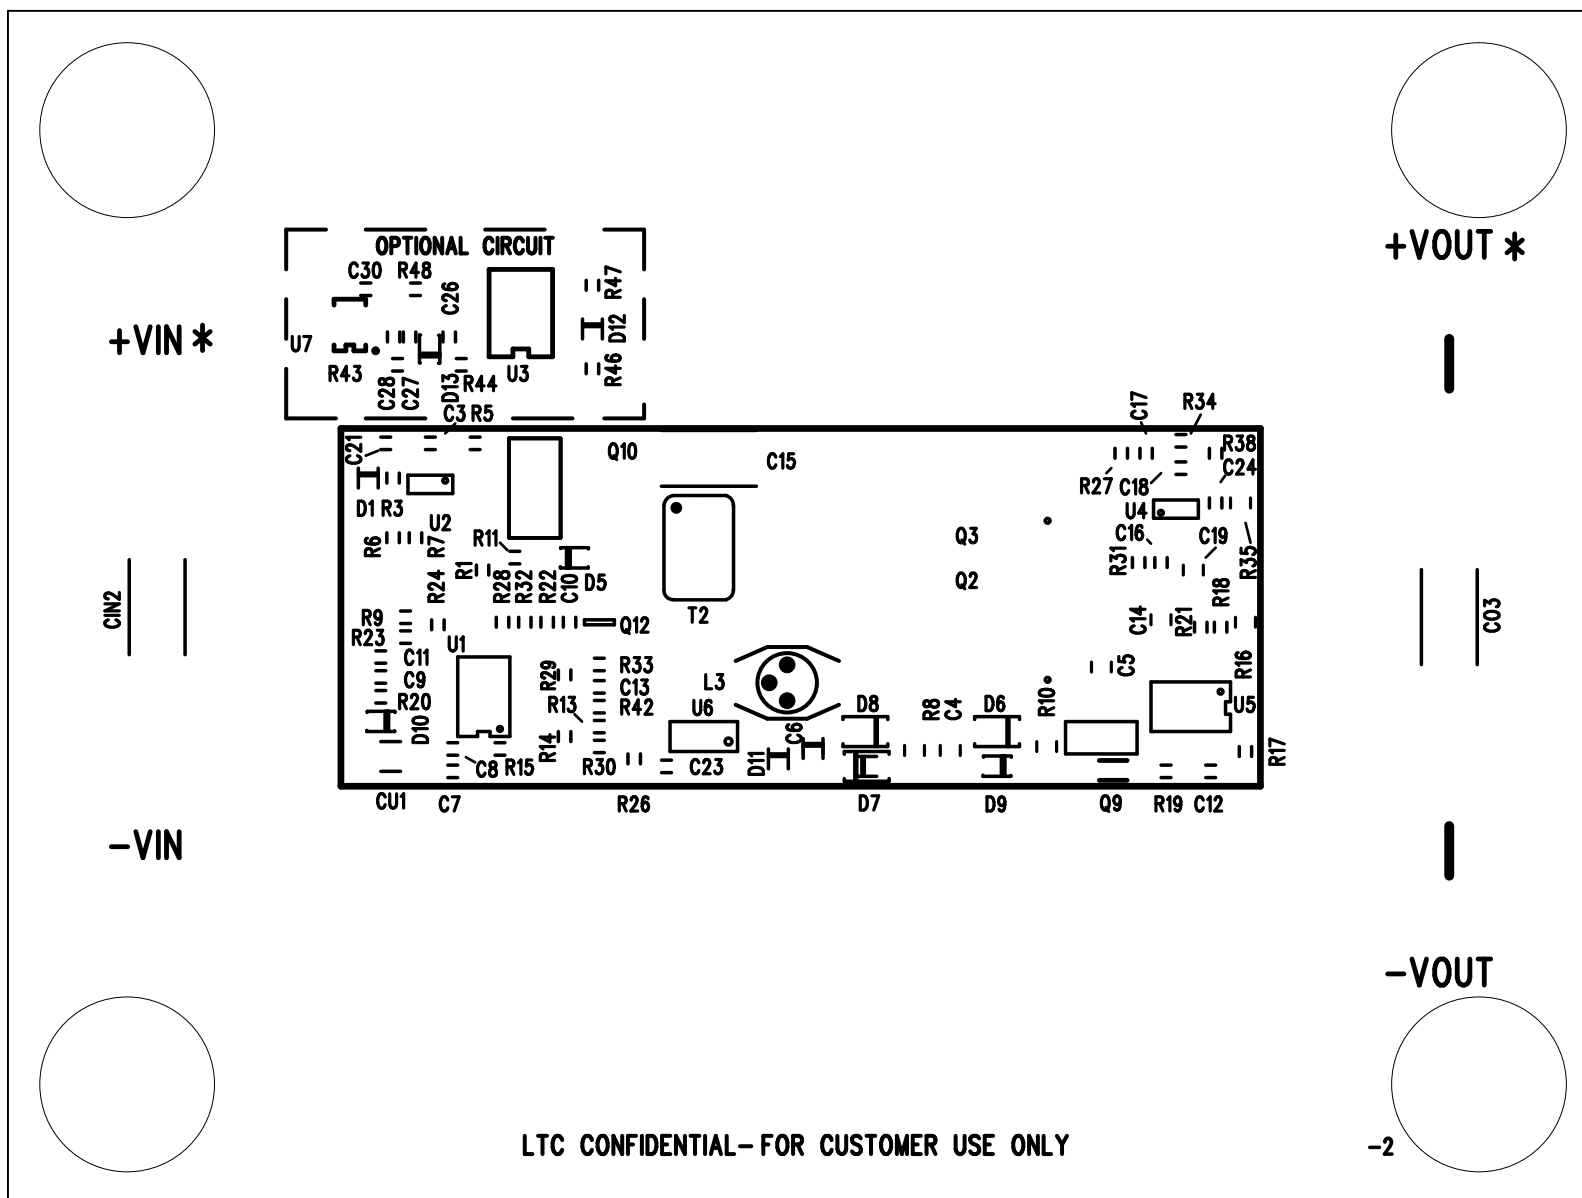 +VOUT *
OPTIONAL CIRCUIT
C30 R48
C26
R47
+VIN *
U7
D12
R43
U3
R46
C28
C27
D13
R44
C3 R5
C17
R34
C21
Q10
C15
R38
R27
C18
C24
D1 R3
U2
U4
R6
R7
R11
Q3
C16
C19
R1
R31
R35
R24
R28
R32
R22
C10
D5
Q2
R18
CIN2
R9
T2
C14
R21
CO3
Q12
R23
U1
C11
R29
R33
L3
C5
R16
C9
C13
R20
R13
R42
U6
D8
R8
C4
D6
R10
U5
D10
R14
C6
D11
R17
C8 R15
R30
C23
CU1
C7
R26
D7
D9
Q9
R19 C12
-VIN
-VOUT
LTC CONFIDENTIAL-FOR CUSTOMER USE ONLY
-2